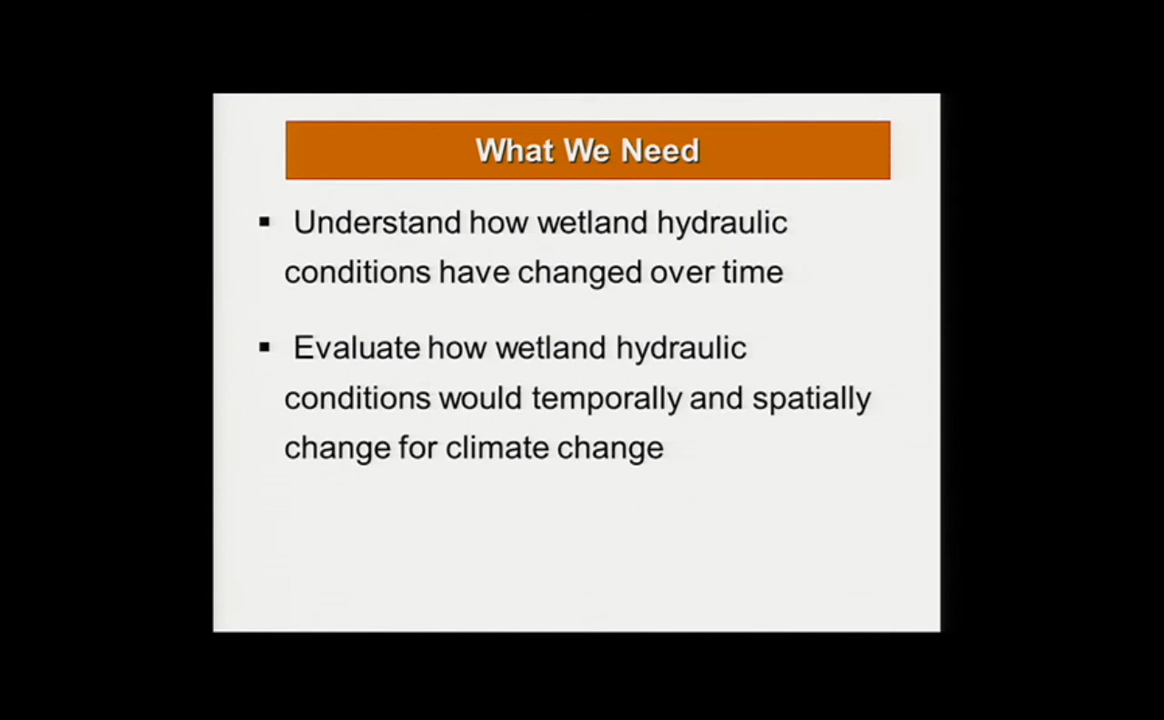 What We Need
▪ Understand how wetland hydraulic
conditions have changed over time
▪ Evaluate how wetland hydraulic
conditions would temporally and spatially
change for climate change